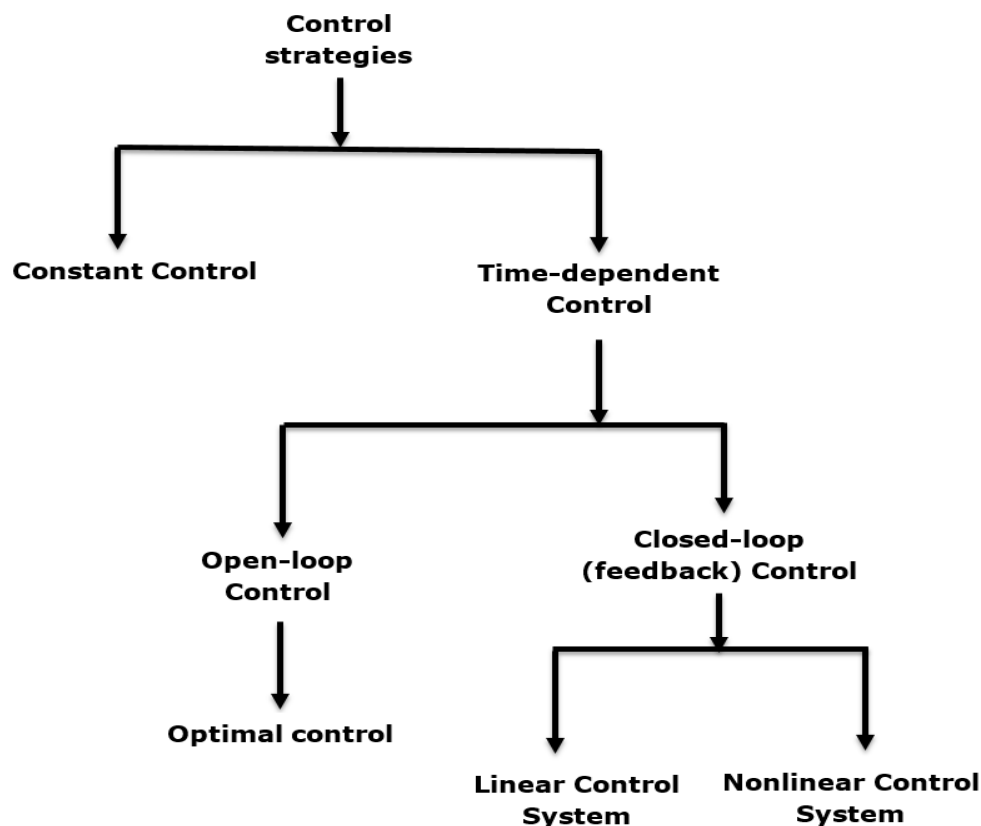 Control
strategies
Constant Control
Time-dependent
Control
Open-loop
Control
Closed-loop
(feedback) Control
Optimal control
Linear Control
System
Nonlinear Control
System